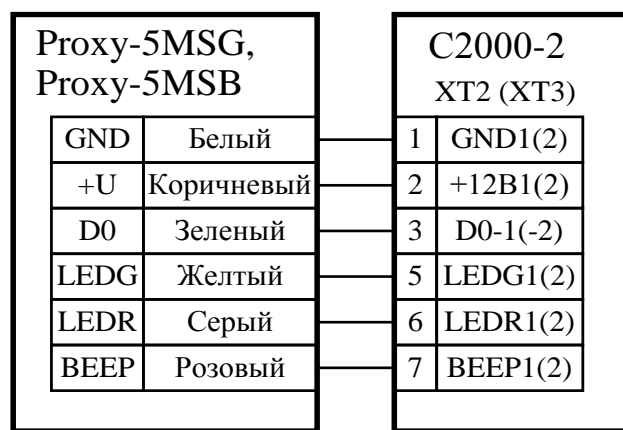 Proxy-5MSG,
Proxy-5MSB
C2000-2
XT2 (XT3)
GND Белый 1 GND1(2)
+U Коричневый 2 +12В1(2)
D0 Зеленый 3 D0-1(-2)
LEDG Желтый 5 LEDG1(2)
LEDR Серый 6 LEDR1(2)
BEEP Розовый 7 BEEP1(2)